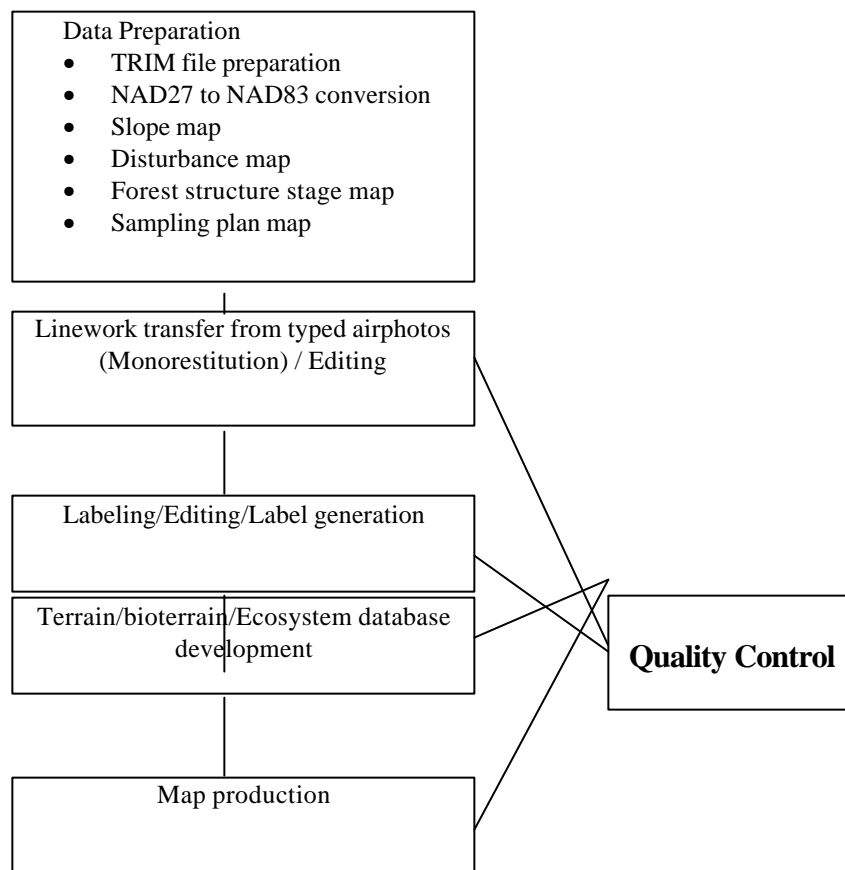 Data Preparation
• TRIM file preparation
• NAD27 to NAD83 conversion
• Slope map
• Disturbance map
• Forest structure stage map
• Sampling plan map
Linework transfer from typed airphotos
(Monorestitution) / Editing
Labeling/Editing/Label generation
Terrain/bioterrain/Ecosystem database
development
Quality Control
Map production